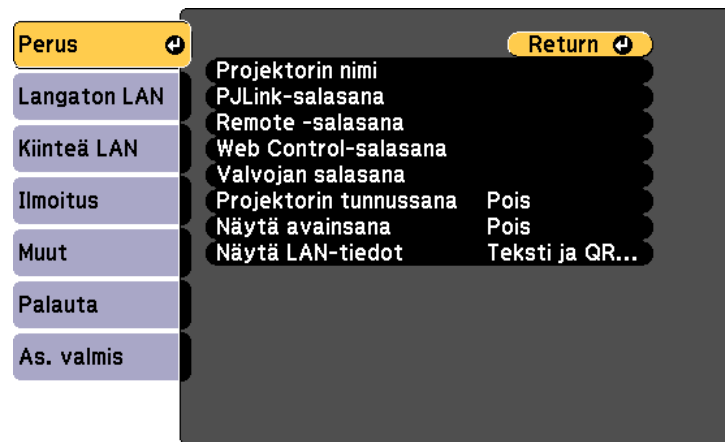 Perus
Langaton LAN
Kiinteä LAN
Ilmoitus
Muut
Palauta
As. valmis
Return
Projektorin nimi
PJLink-salasana
Remote -salasana
Web Control-salasana
Valvojan salasana
Projektorin tunnussana Pois
Näytä avainsana Pois
Näytä LAN-tiedot Teksti ja QR...